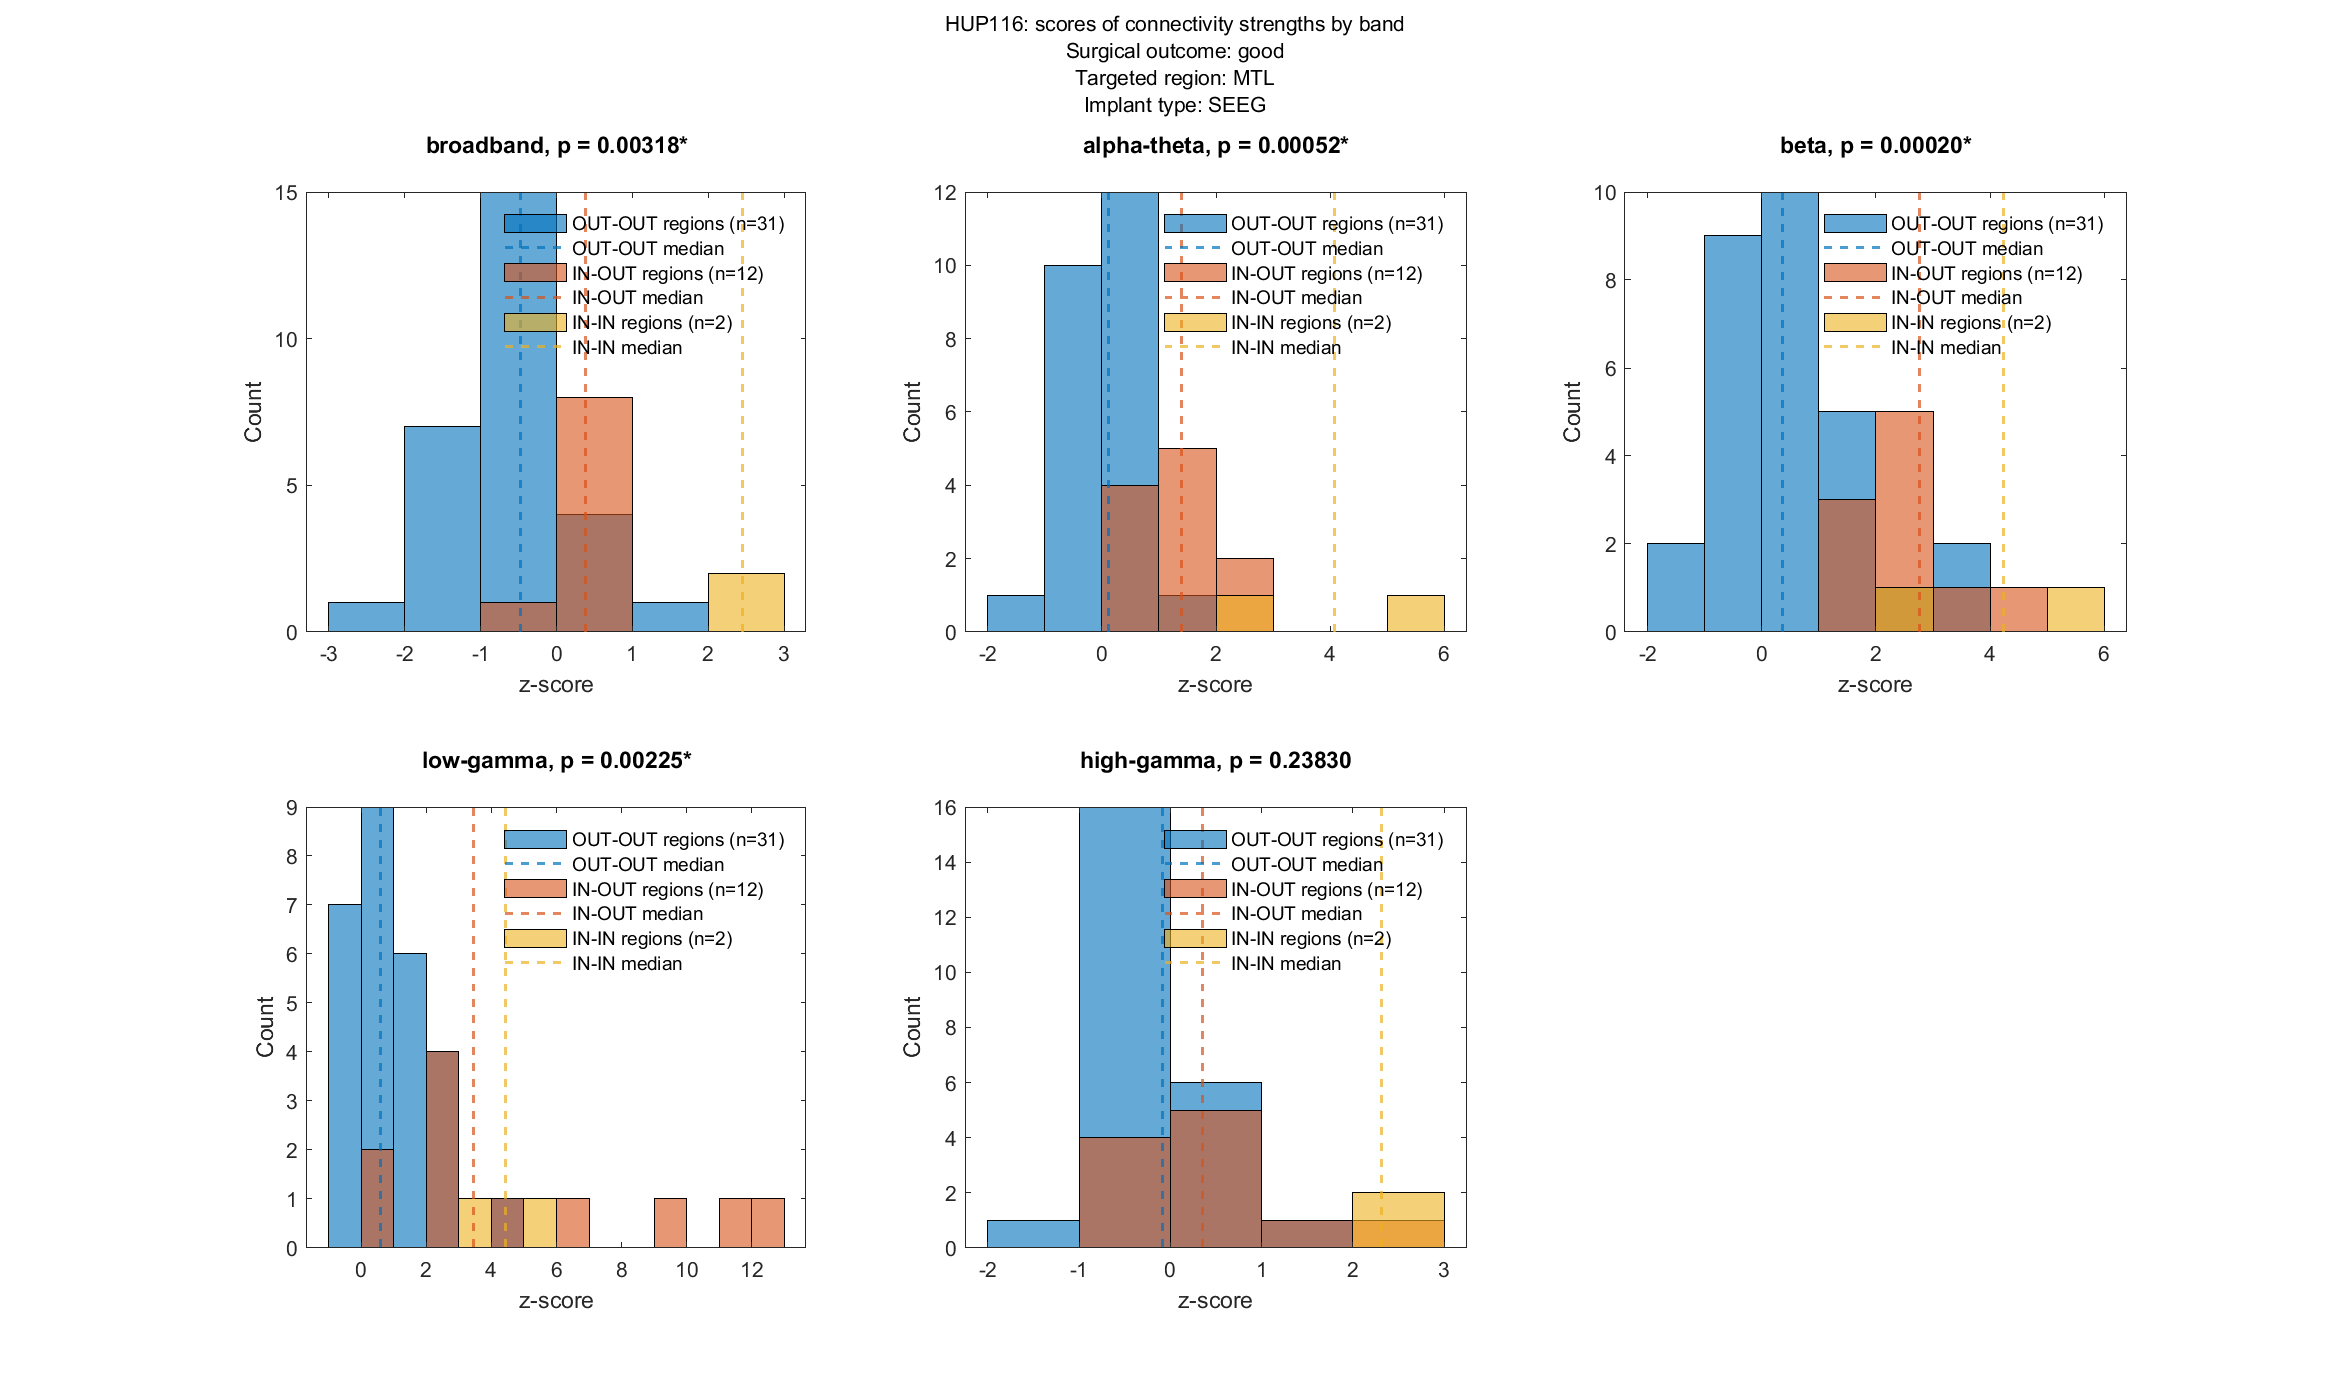 HUP116: scores of connectivity strengths by band
Surgical outcome: good
Targeted region: MTL
Implant type: SEEG
broadband, p = 0.00318*
15
10
5
0
Count
-3 -2 -1 0 1 2 3
z-score
OUT-OUT regions (n=31)
OUT-OUT median
IN-OUT regions (n=12)
IN-OUT median
IN-IN regions (n=2)
IN-IN median
alpha-theta, p = 0.00052*
12
10
8
6
4
2
0
Count
-2 0 2 4 6
z-score
OUT-OUT regions (n=31)
OUT-OUT median
IN-OUT regions (n=12)
IN-OUT median
IN-IN regions (n=2)
IN-IN median
beta, p = 0.00020*
10
8
6
4
2
0
Count
-2 0 2 4 6
z-score
OUT-OUT regions (n=31)
OUT-OUT median
IN-OUT regions (n=12)
IN-OUT median
IN-IN regions (n=2)
IN-IN median
low-gamma, p = 0.00225*
9
8
7
6
5
4
3
2
1
0
Count
0 2 4 6 8 10 12
z-score
OUT-OUT regions (n=31)
OUT-OUT median
IN-OUT regions (n=12)
IN-OUT median
IN-IN regions (n=2)
IN-IN median
high-gamma, p = 0.23830
16
14
12
10
8
6
4
2
0
Count
-2 -1 0 1 2 3
z-score
OUT-OUT regions (n=31)
OUT-OUT median
IN-OUT regions (n=12)
IN-OUT median
IN-IN regions (n=2)
IN-IN median